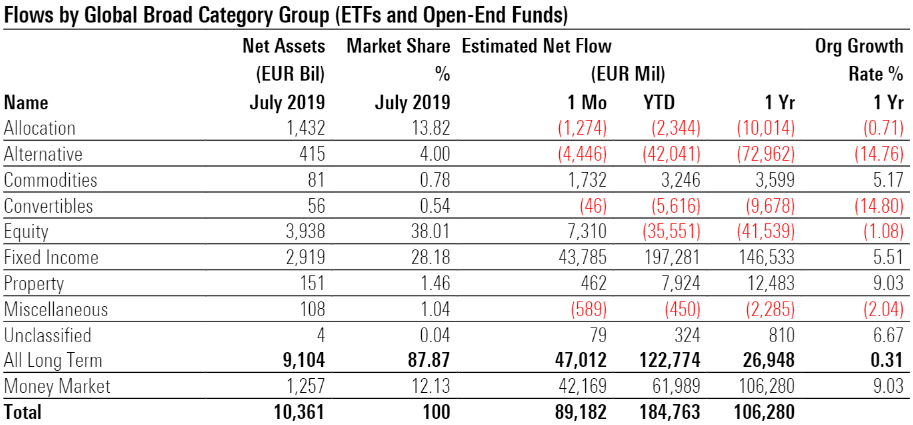 Flows by Global Broad Category Group (ETFs and Open-End Funds)
Net Assets Market Share Estimated Net Flow Org Growth
(EUR Bil) % (EUR Mil) Rate %
Name July 2019 July 2019 1 Mo YTD 1 Yr 1 Yr
Allocation 1,432 13.82 (1,274) (2,344) (10,014) (0.71)
Alternative 415 4.00 (4,446) (42,041) (72,962) (14.76)
Commodities 81 0.78 1,732 3,246 3,599 5.17
Convertibles 56 0.54 (46) (5,616) (9,678) (14.80)
Equity 3,938 38.01 7,310 (35,551) (41,539) (1.08)
Fixed Income 2,919 28.18 43,785 197,281 146,533 5.51
Property 151 1.46 462 7,924 12,483 9.03
Miscellaneous 108 1.04 (589) (450) (2,285) (2.04)
Unclassified 4 0.04 79 324 810 6.67
All Long Term 9,104 87.87 47,012 122,774 26,948 0.31
Money Market 1,257 12.13 42,169 61,989 106,280 9.03
Total 10,361 100 89,182 184,763 106,280